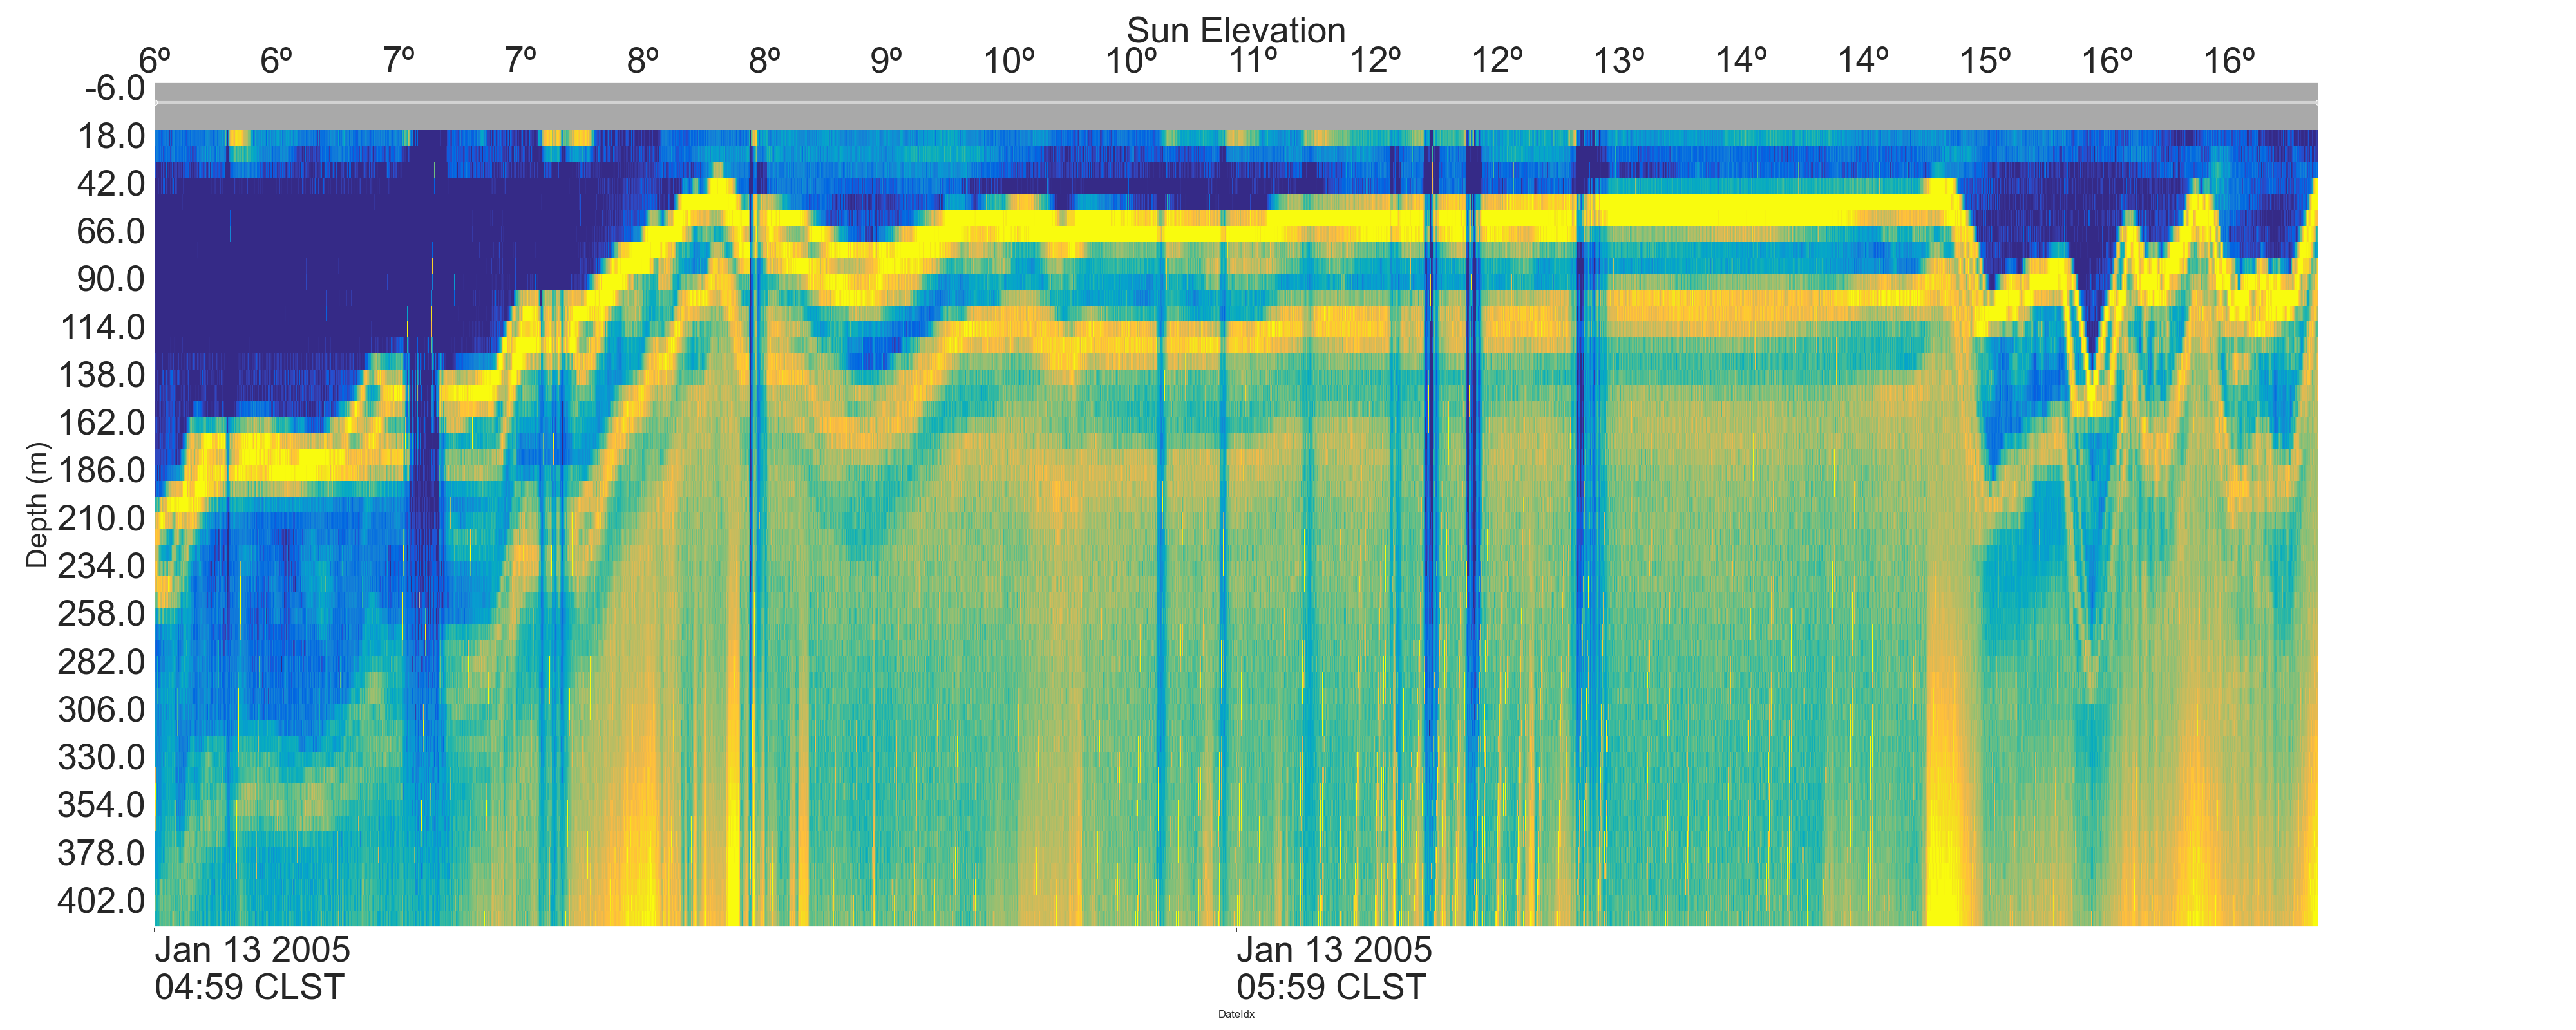 Sun Elevation
6º 6º 7º 7º 8º 8º 9º 10º 10º 11º 12º 12º 13º 14º 14º 15º 16º 16º
-6.0
18.0
42.0
66.0
90.0
114.0
138.0
162.0
186.0
210.0
234.0
258.0
282.0
306.0
330.0
354.0
378.0
402.0
Depth (m)
Jan 13 2005
04:59 CLST
Jan 13 2005
05:59 CLST
DateIdx